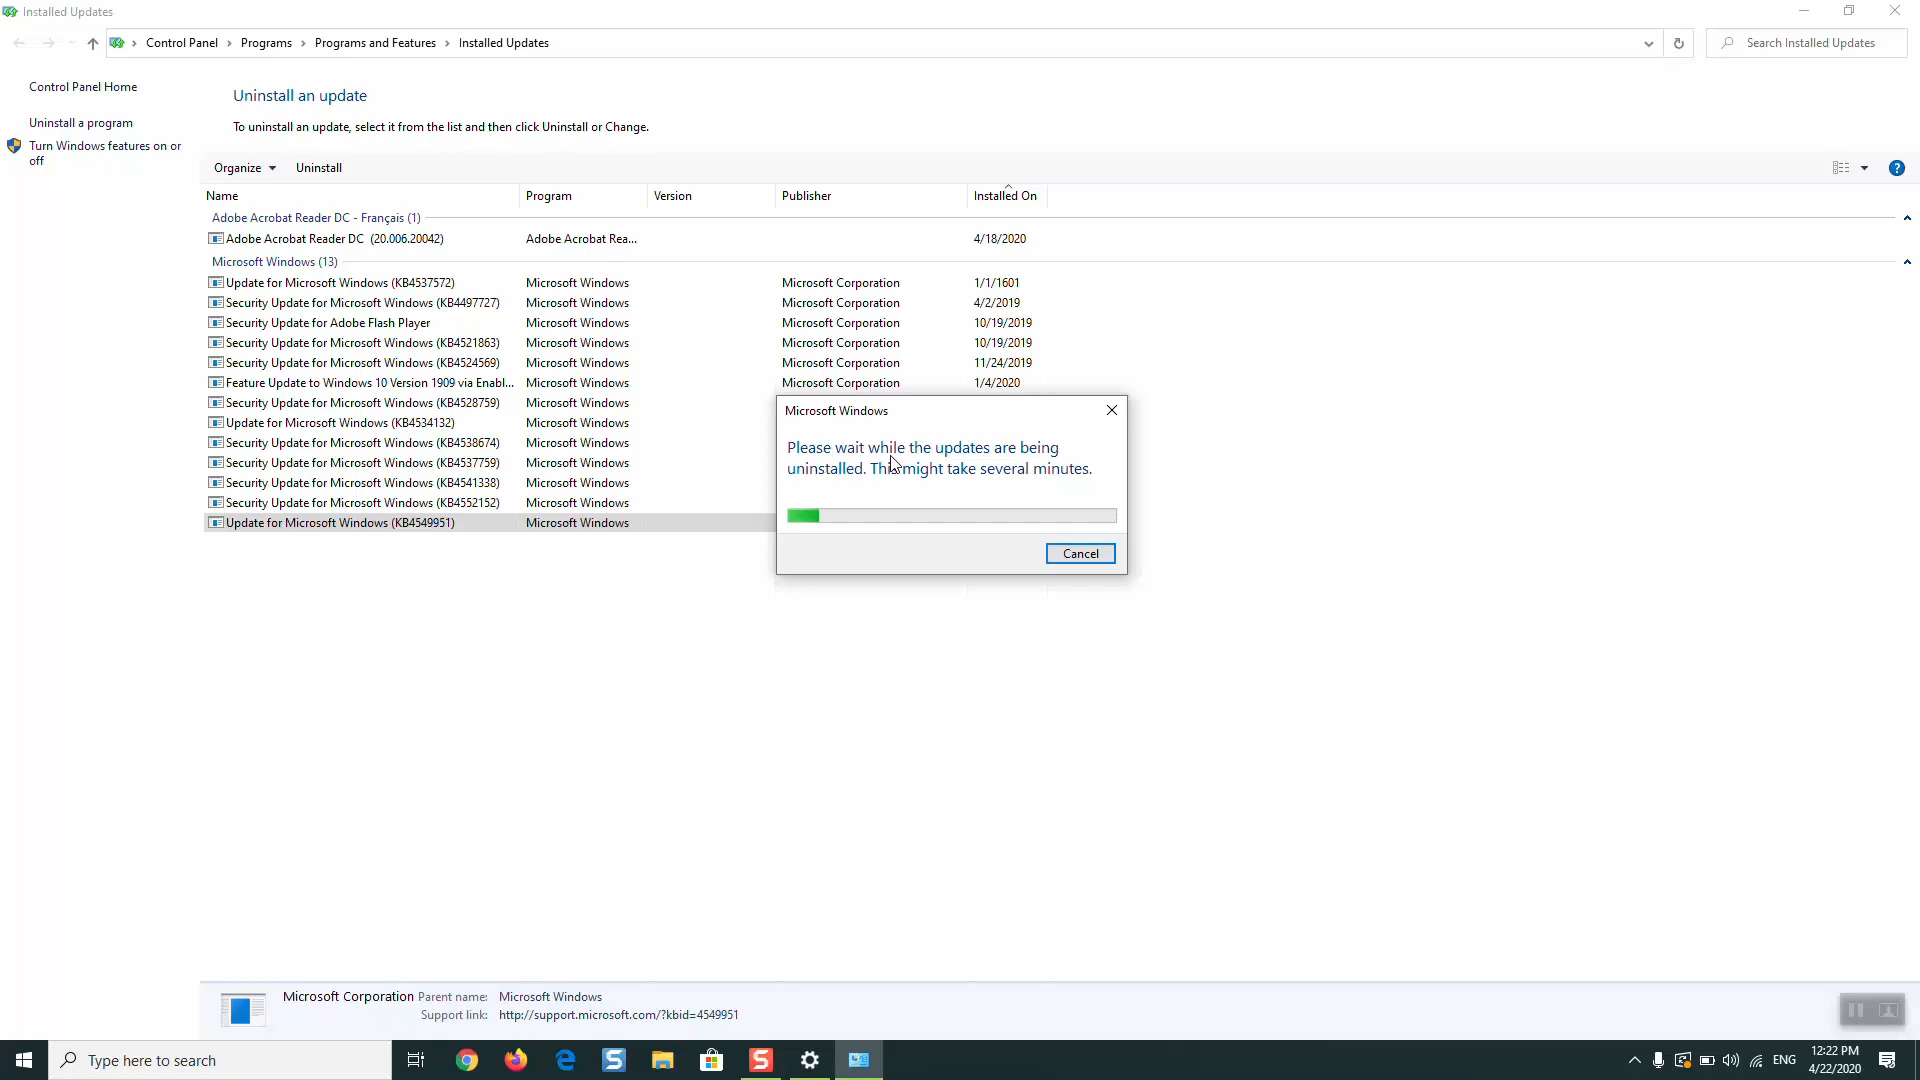 Installed Updates
Control Panel › Programs › Programs and Features › Installed Updates
Search Installed Updates
Control Panel Home
Uninstall a program
Turn Windows features on or
off
Uninstall an update
To uninstall an update, select it from the list and then click Uninstall or Change.
Organize
Uninstall
Name Program Version Publisher Installed On
Adobe Acrobat Reader DC - Français (1)
Adobe Acrobat Reader DC (20.006.20042) Adobe Acrobat Rea... 4/18/2020
Microsoft Windows (13)
Update for Microsoft Windows (KB4537572) Microsoft Windows Microsoft Corporation 1/1/1601
Security Update for Microsoft Windows (KB4497727) Microsoft Windows Microsoft Corporation 4/2/2019
Security Update for Adobe Flash Player Microsoft Windows Microsoft Corporation 10/19/2019
Security Update for Microsoft Windows (KB4521863) Microsoft Windows Microsoft Corporation 10/19/2019
Security Update for Microsoft Windows (KB4524569) Microsoft Windows Microsoft Corporation 11/24/2019
Feature Update to Windows 10 Version 1909 via Enabl... Microsoft Windows Microsoft Corporation 1/4/2020
Security Update for Microsoft Windows (KB4528759) Microsoft Windows
Update for Microsoft Windows (KB4534132) Microsoft Windows
Security Update for Microsoft Windows (KB4538674) Microsoft Windows
Security Update for Microsoft Windows (KB4537759) Microsoft Windows
Security Update for Microsoft Windows (KB4541338) Microsoft Windows
Security Update for Microsoft Windows (KB4552152) Microsoft Windows
Update for Microsoft Windows (KB4549951) Microsoft Windows
Microsoft Windows
Please wait while the updates are being
uninstalled. This might take several minutes.
Cancel
Microsoft Corporation Parent name: Microsoft Windows
Support link: http://support.microsoft.com/?kbid=4549951
Type here to search
ENG
12:22 PM
4/22/2020